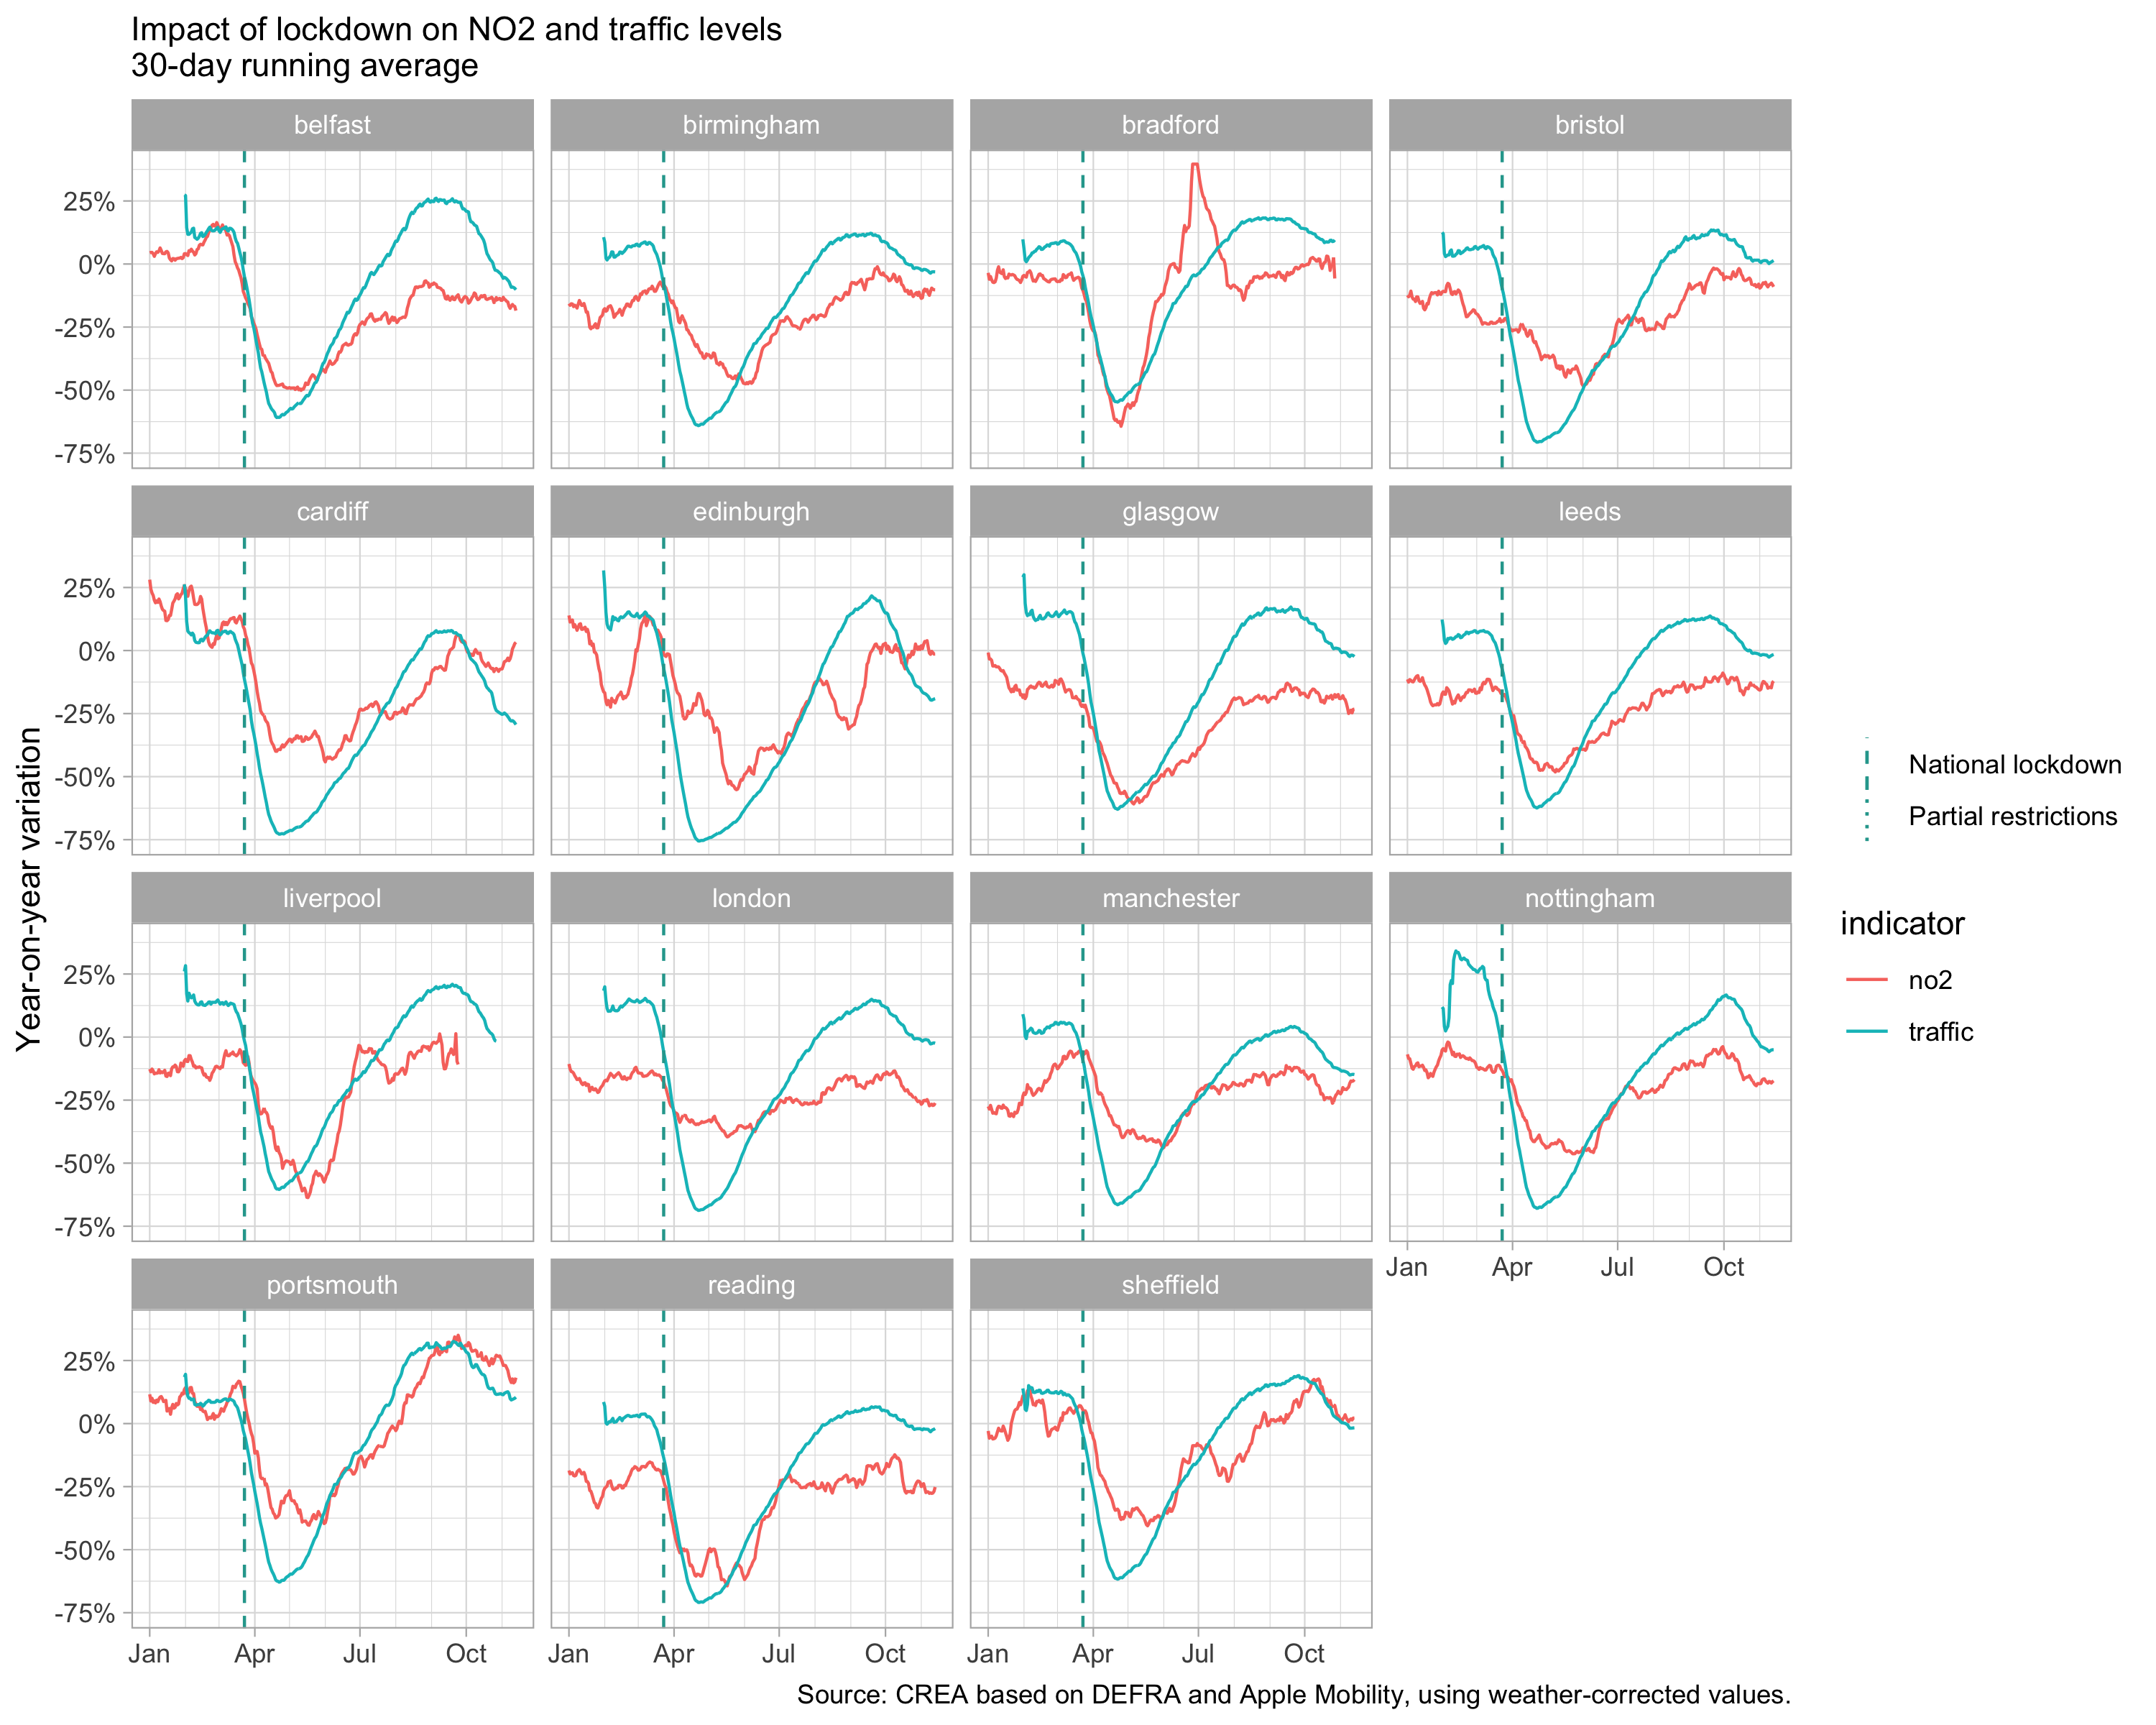 Impact of lockdown on NO2 and traffic levels
30-day running average
belfast birmingham bradford bristol
25%
0%
-25%
-50%
-75%
cardiff edinburgh glasgow leeds
25%
0%
-25%
-50%
-75%
liverpool london manchester nottingham
25%
0%
-25%
-50%
-75%
Jan Apr Jul Oct
portsmouth reading sheffield
25%
0%
-25%
-50%
-75%
Jan Apr Jul Oct Jan Apr Jul Oct Jan Apr Jul Oct
Year-on-year variation
National lockdown
Partial restrictions
indicator
no2
traffic
Source: CREA based on DEFRA and Apple Mobility, using weather-corrected values.